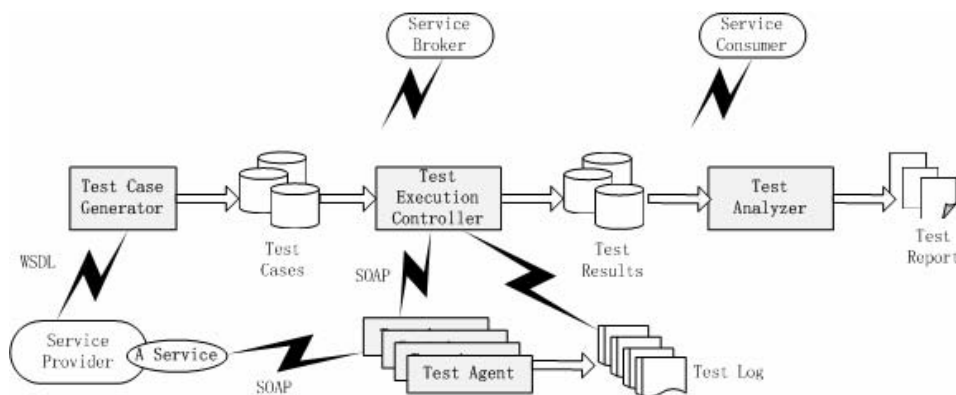 Service
Broker
Service
Consumer
Test Case
Generator
Test
Execution
Controller
Test
Analyzer
Test
Cases
Test
Results
Test
Report
WSDL
SOAP
Service
Provider
A Service
SOAP
Test Agent
Test Log